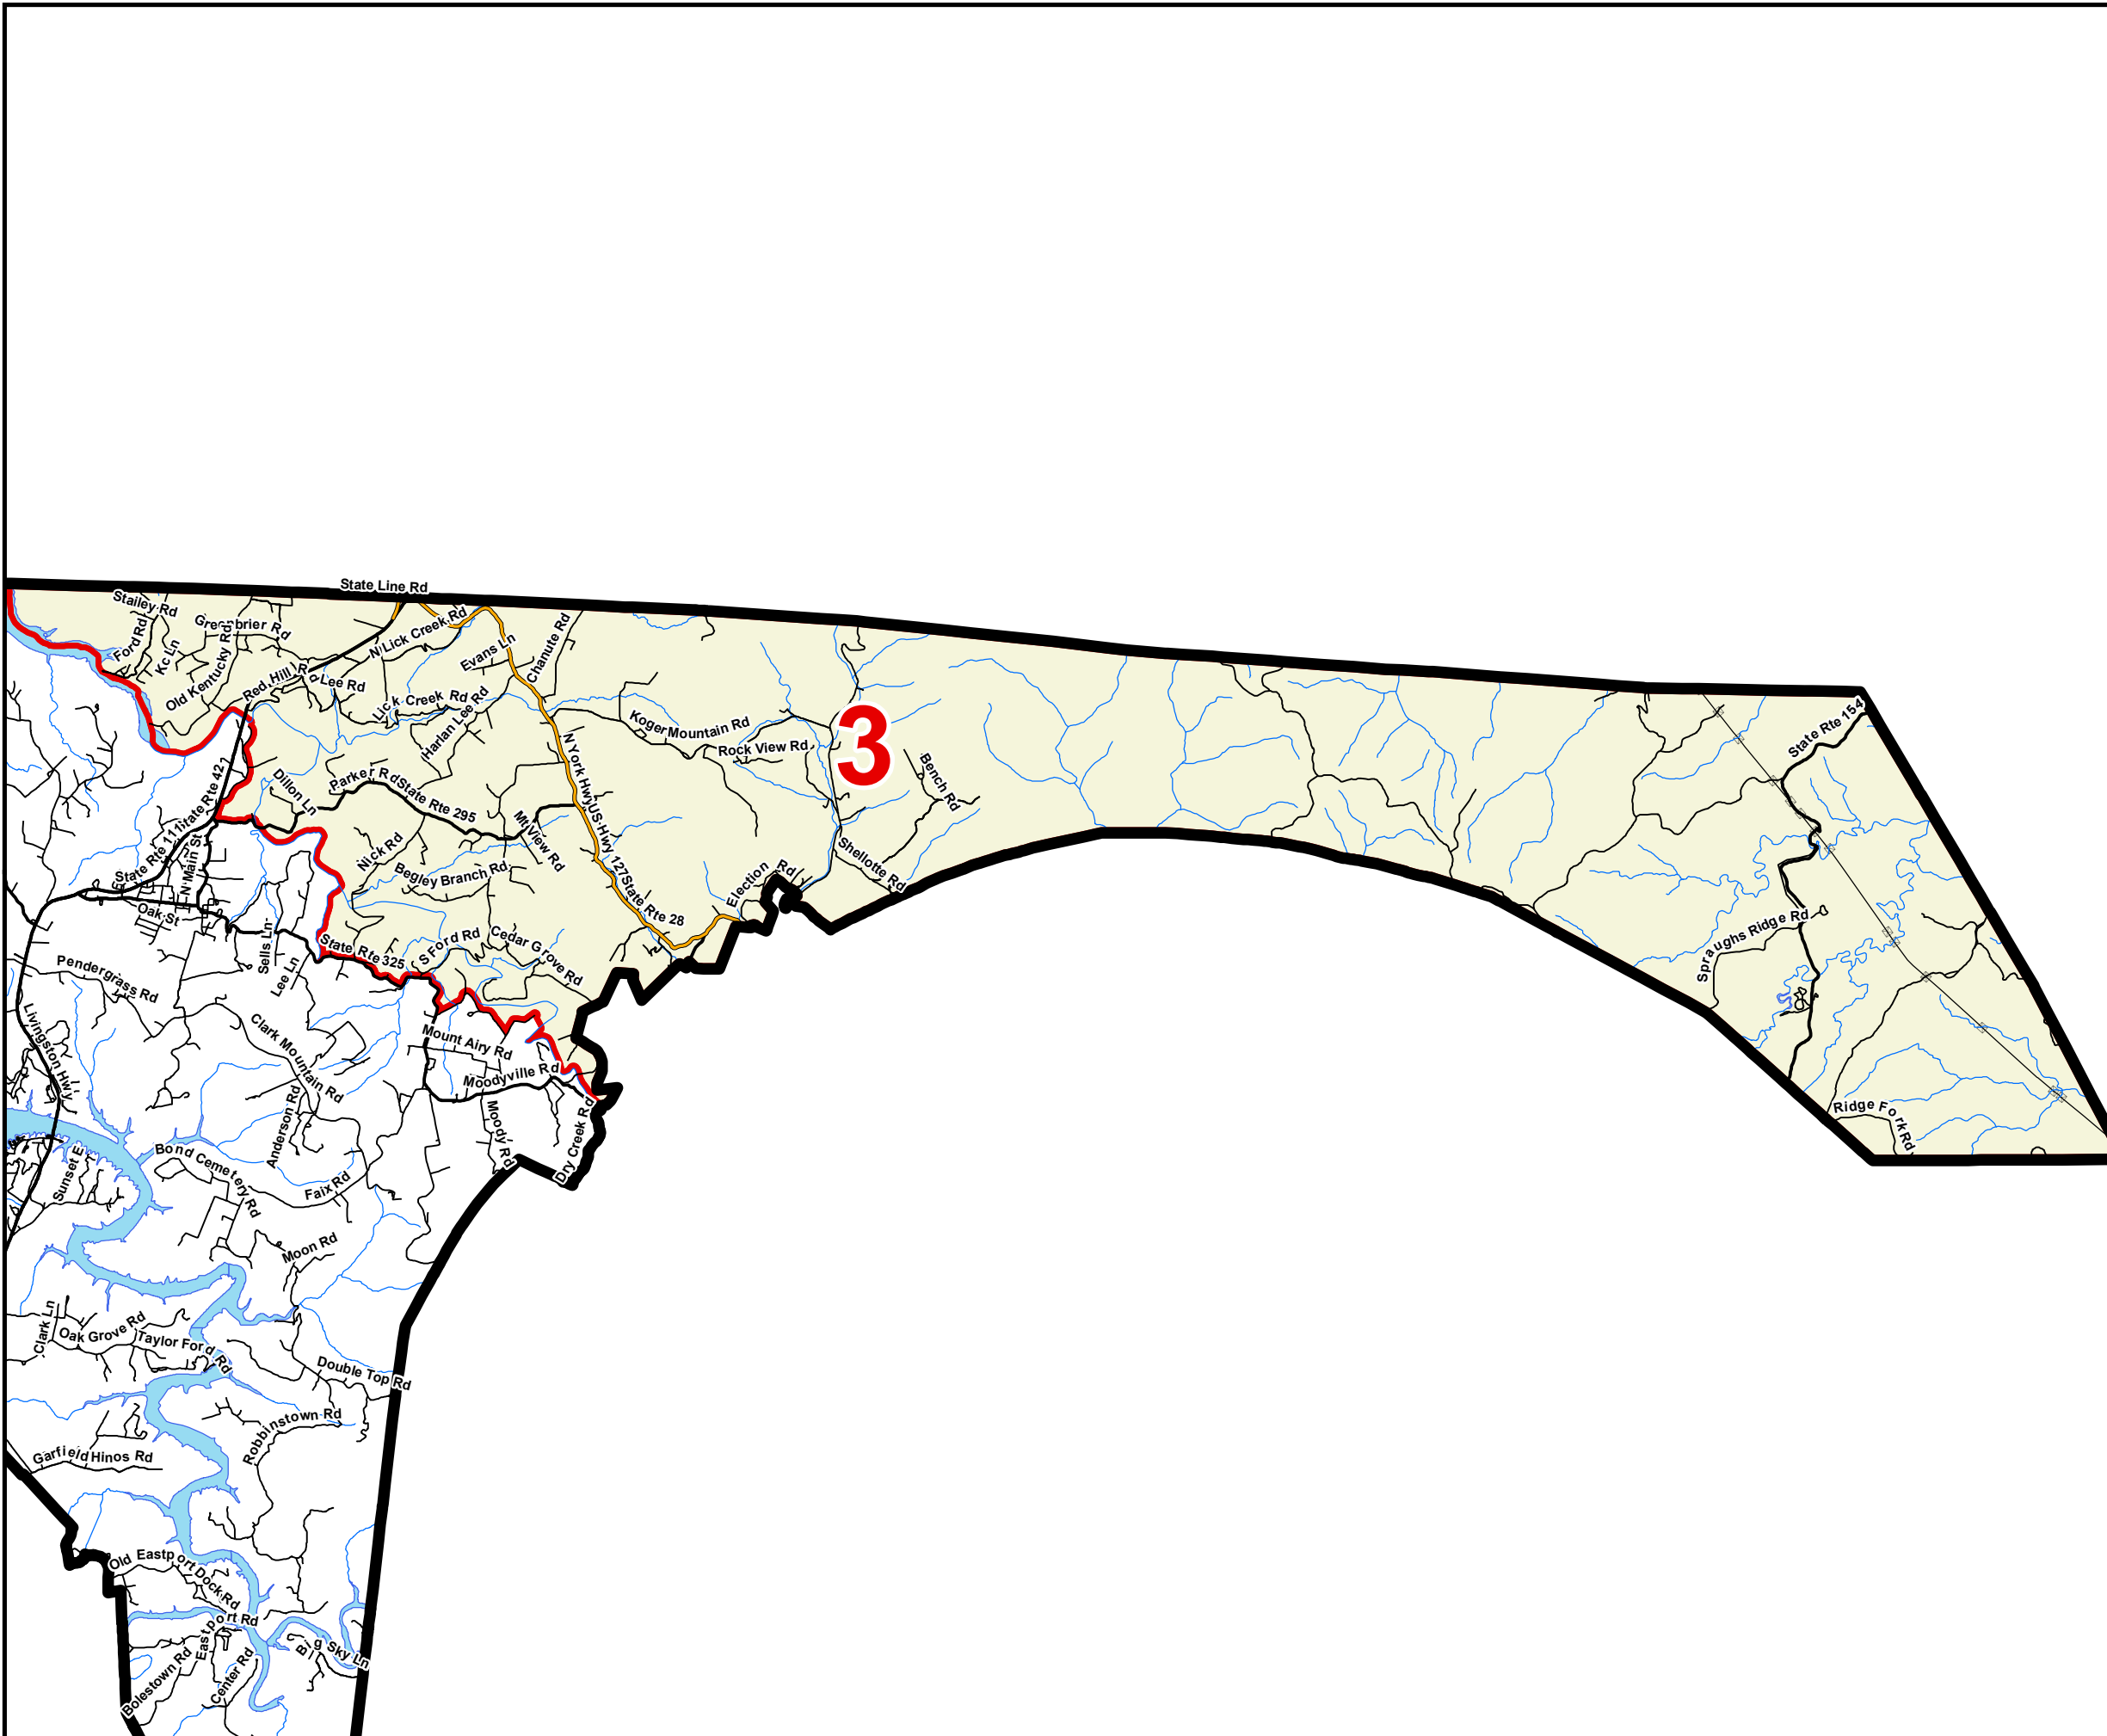 State Line Rd
Stailey Rd
Greenbrier Rd
Ford Rd
Kc Ln
Old Kentucky Rd
N Lick Creek Rd
Evans Ln
Chanute Rd
Red Hill Rd
Lee Rd
Lick Creek Rd
Harlan Lee Rd
Koger Mountain Rd
Rock View Rd
3
Bench Rd
State Rte 154
N York Hwy
US Hwy 127
State Rte 28
Dillon Ln
Parker Rd
State Rte 295
Mt View Rd
State Rte 42
State Rte 111
N Main St
Nick Rd
Begley Branch Rd
Election Rd
Shellotte Rd
Oak St
Sells Ln
Lee Ln
State Rte 325
S Ford Rd
Cedar Grove Rd
Spraughs Ridge Rd
Pendergrass Rd
Livingston Hwy
Clark Mountain Rd
Mount Airy Rd
Moodyville Rd
Anderson Rd
Moody Rd
Dry Creek Rd
Ridge Fork Rd
Bond Cemetery Rd
Sunset
Faix Rd
Moon Rd
Clark Ln
Oak Grove Rd
Taylor Ford Rd
Double Top Rd
Robbinstown Rd
Garfield Hinos Rd
Old Eastport Dock Rd
Eastport Rd
Big Sky Ln
Bolestown Rd
Center Rd